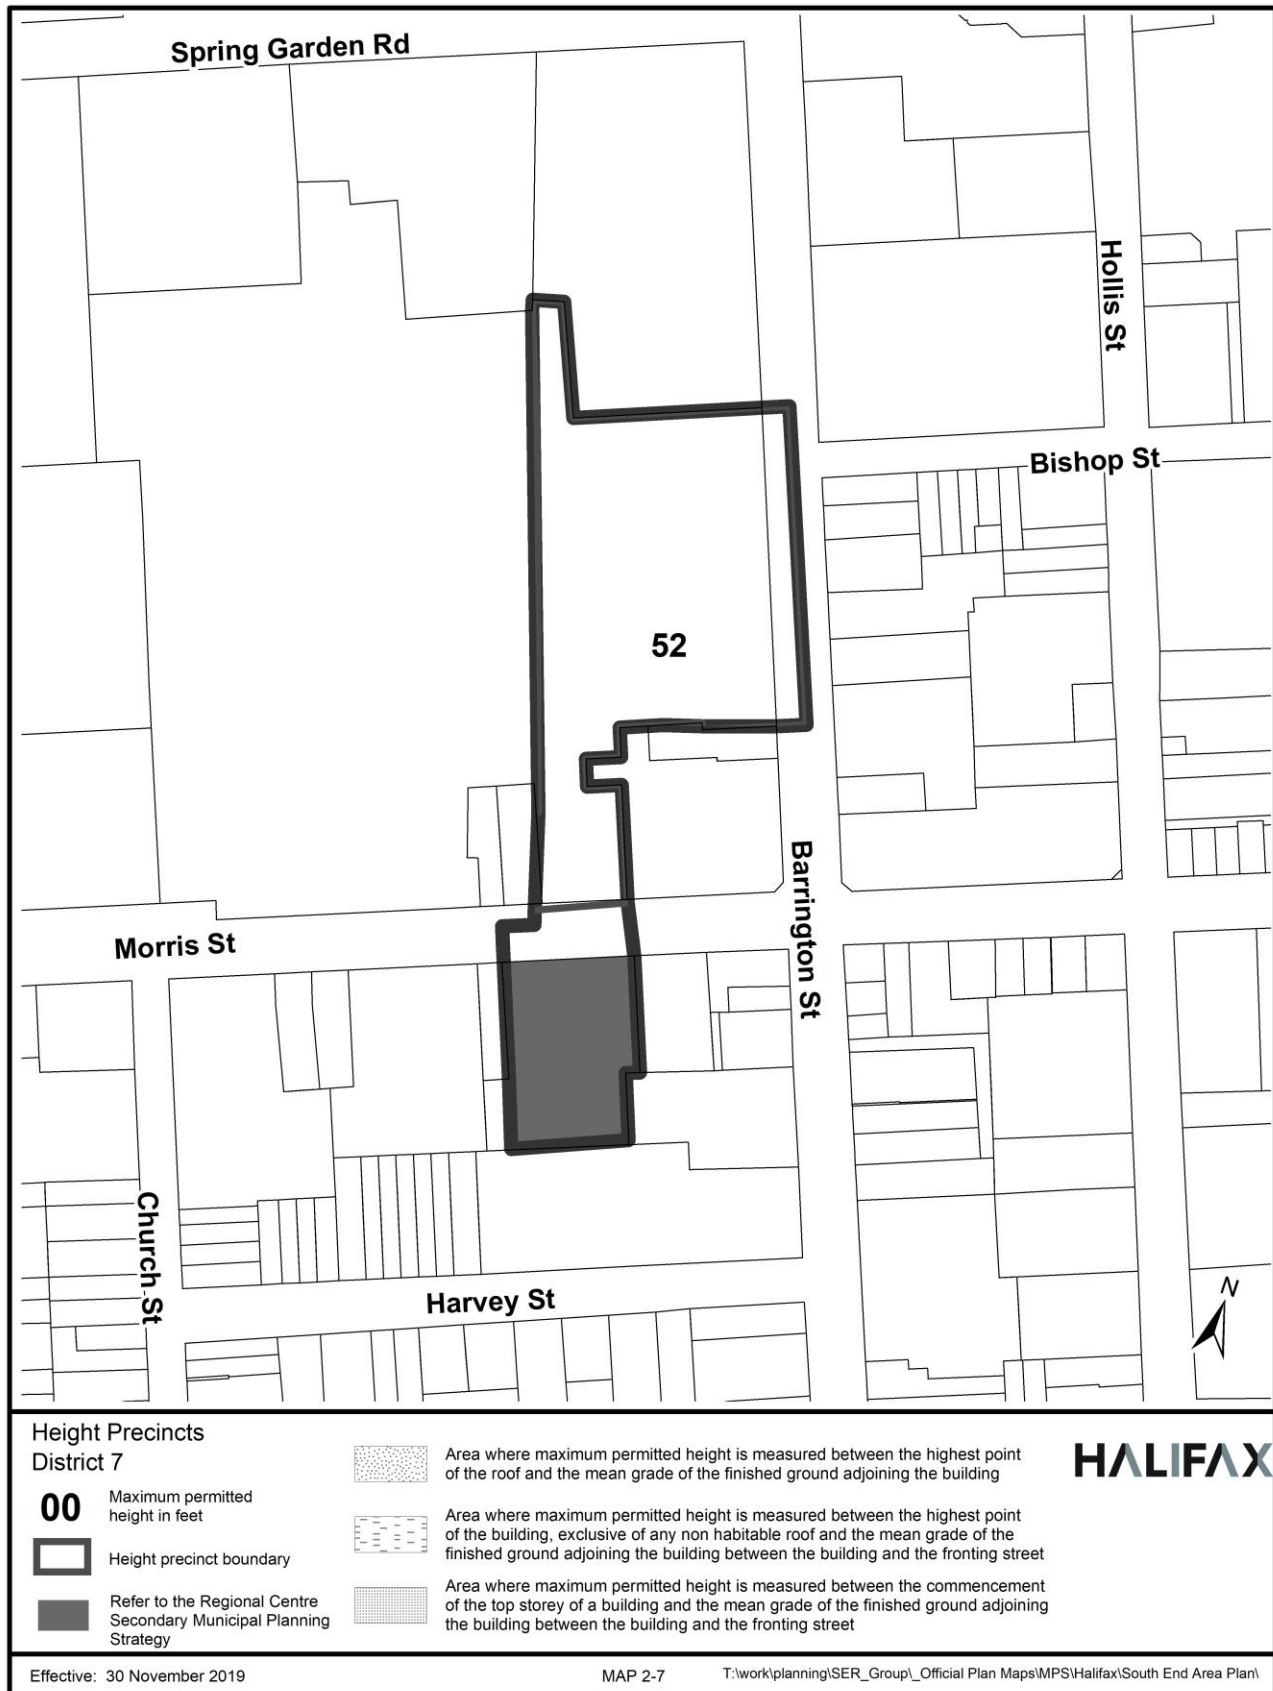 Spring Garden Rd
Hollis St
Bishop St
52
Barrington St
Morris St
Church St
Harvey St
N
Height Precincts
District 7
00
Maximum permitted
height in feet
Height precinct boundary
Refer to the Regional Centre
Secondary Municipal Planning
Strategy
Area where maximum permitted height is measured between the highest point
of the roof and the mean grade of the finished ground adjoining the building
Area where maximum permitted height is measured between the highest point
of the building, exclusive of any non habitable roof and the mean grade of the
finished ground adjoining the building between the building and the fronting street
Area where maximum permitted height is measured between the commencement
of the top storey of a building and the mean grade of the finished ground adjoining
the building between the building and the fronting street
HALIFAX
Effective: 30 November 2019
MAP 2-7
T:\work\planning\SER_Group\_Official Plan Maps\MPS\Halifax\South End Area Plan\